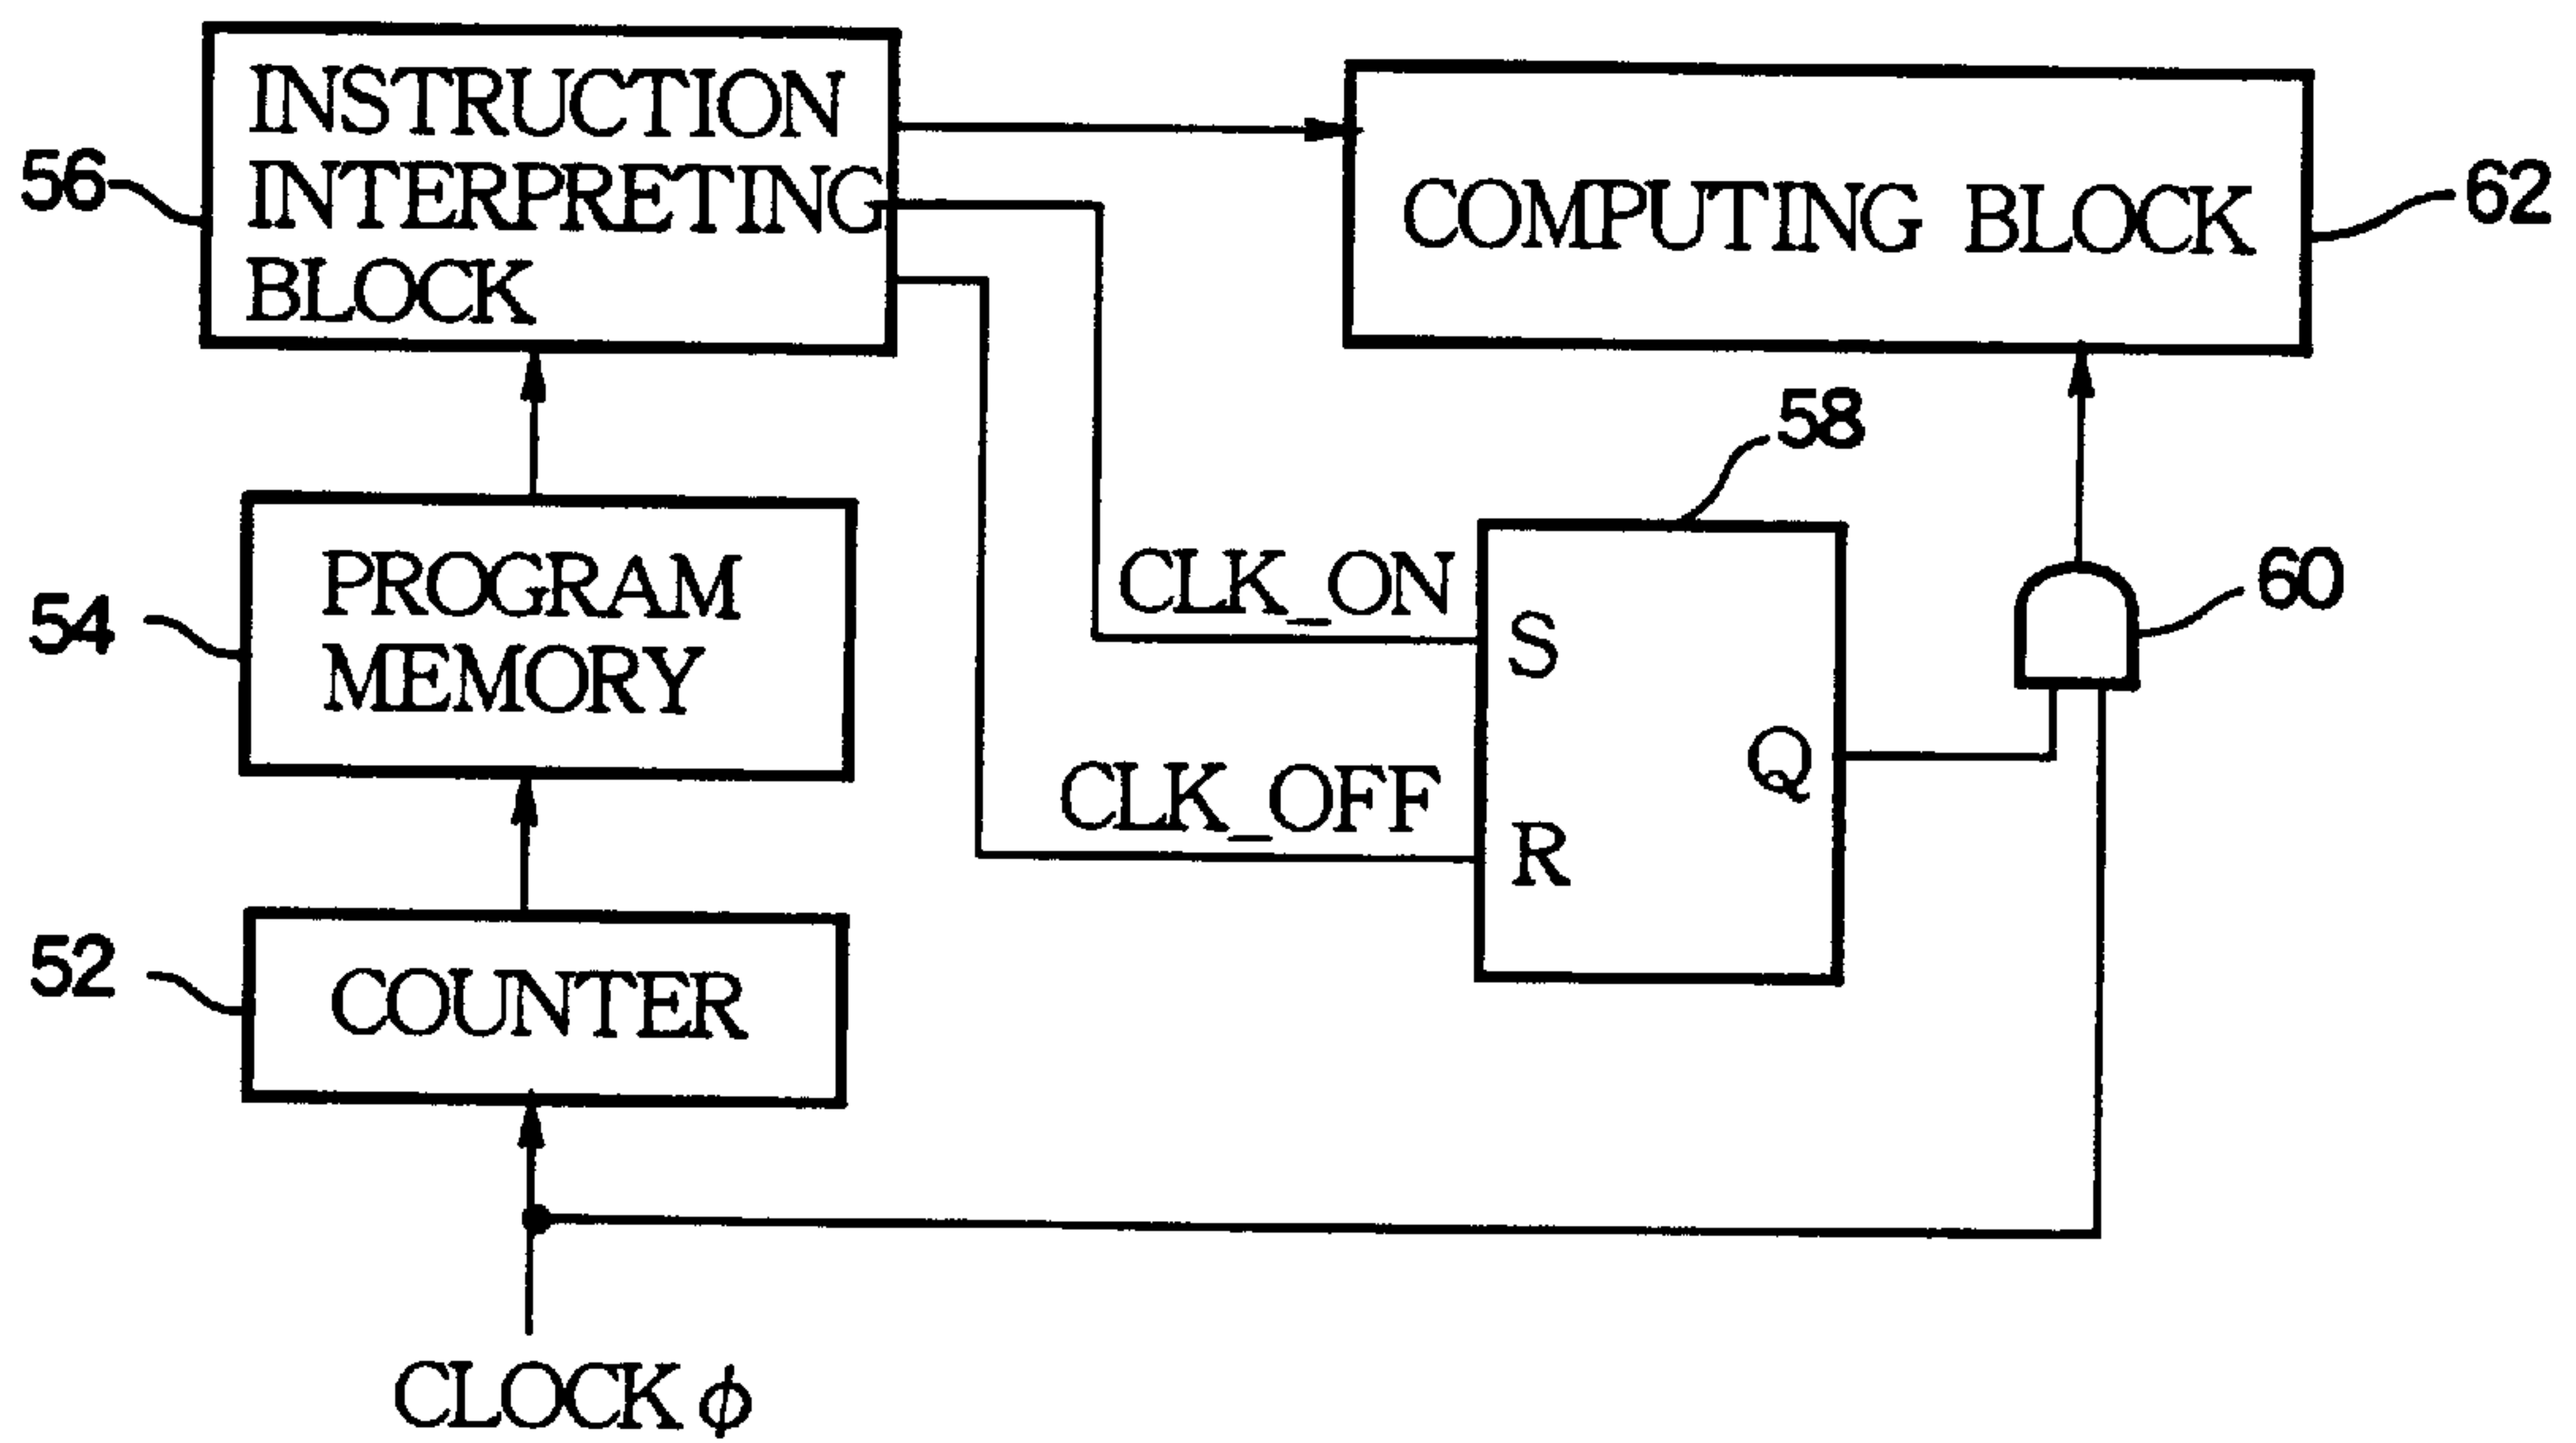 INSTRUCTION
INTERPRETING
BLOCK
56
COMPUTING BLOCK
62
58
PROGRAM
MEMORY
54
CLK_ON
S
60
Q
CLK_OFF
R
COUNTER
52
CLOCK ϕ